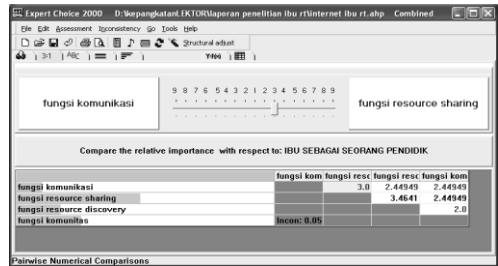 Expert Choice 2000 D:\kepangkatanLEKTOR\laporan penelitian ibu rt\internet ibu rt.ahp Combined
File Edit Assessment Inconsistency Go Tools Help
Structural adjust
3:1 ABC Y=f(x)
fungsi komunikasi
9 8 7 6 5 4 3 2 1 2 3 4 5 6 7 8 9
fungsi resource sharing
Compare the relative importance with respect to: IBU SEBAGAI SEORANG PENDIDIK
fungsi kom fungsi resc fungsi resc fungsi kom
fungsi komunikasi 3.0 2.44949 2.44949
fungsi resource sharing 3.4641 2.44949
fungsi resource discovery 2.0
fungsi komunitas Incon: 0.05
Pairwise Numerical Comparisons